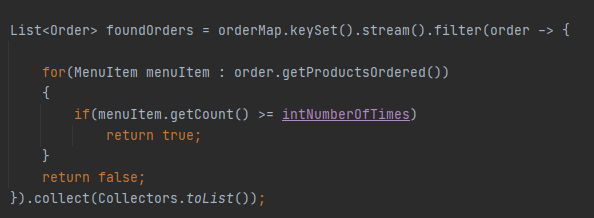 List<Order> foundOrders = orderMap.keySet().stream().filter(order -> {
for(MenuItem menuItem : order.getProductsOrdered())
{
if(menuItem.getCount() >= intNumberOfTimes)
return true;
}
return false;
}).collect(Collectors.toList());